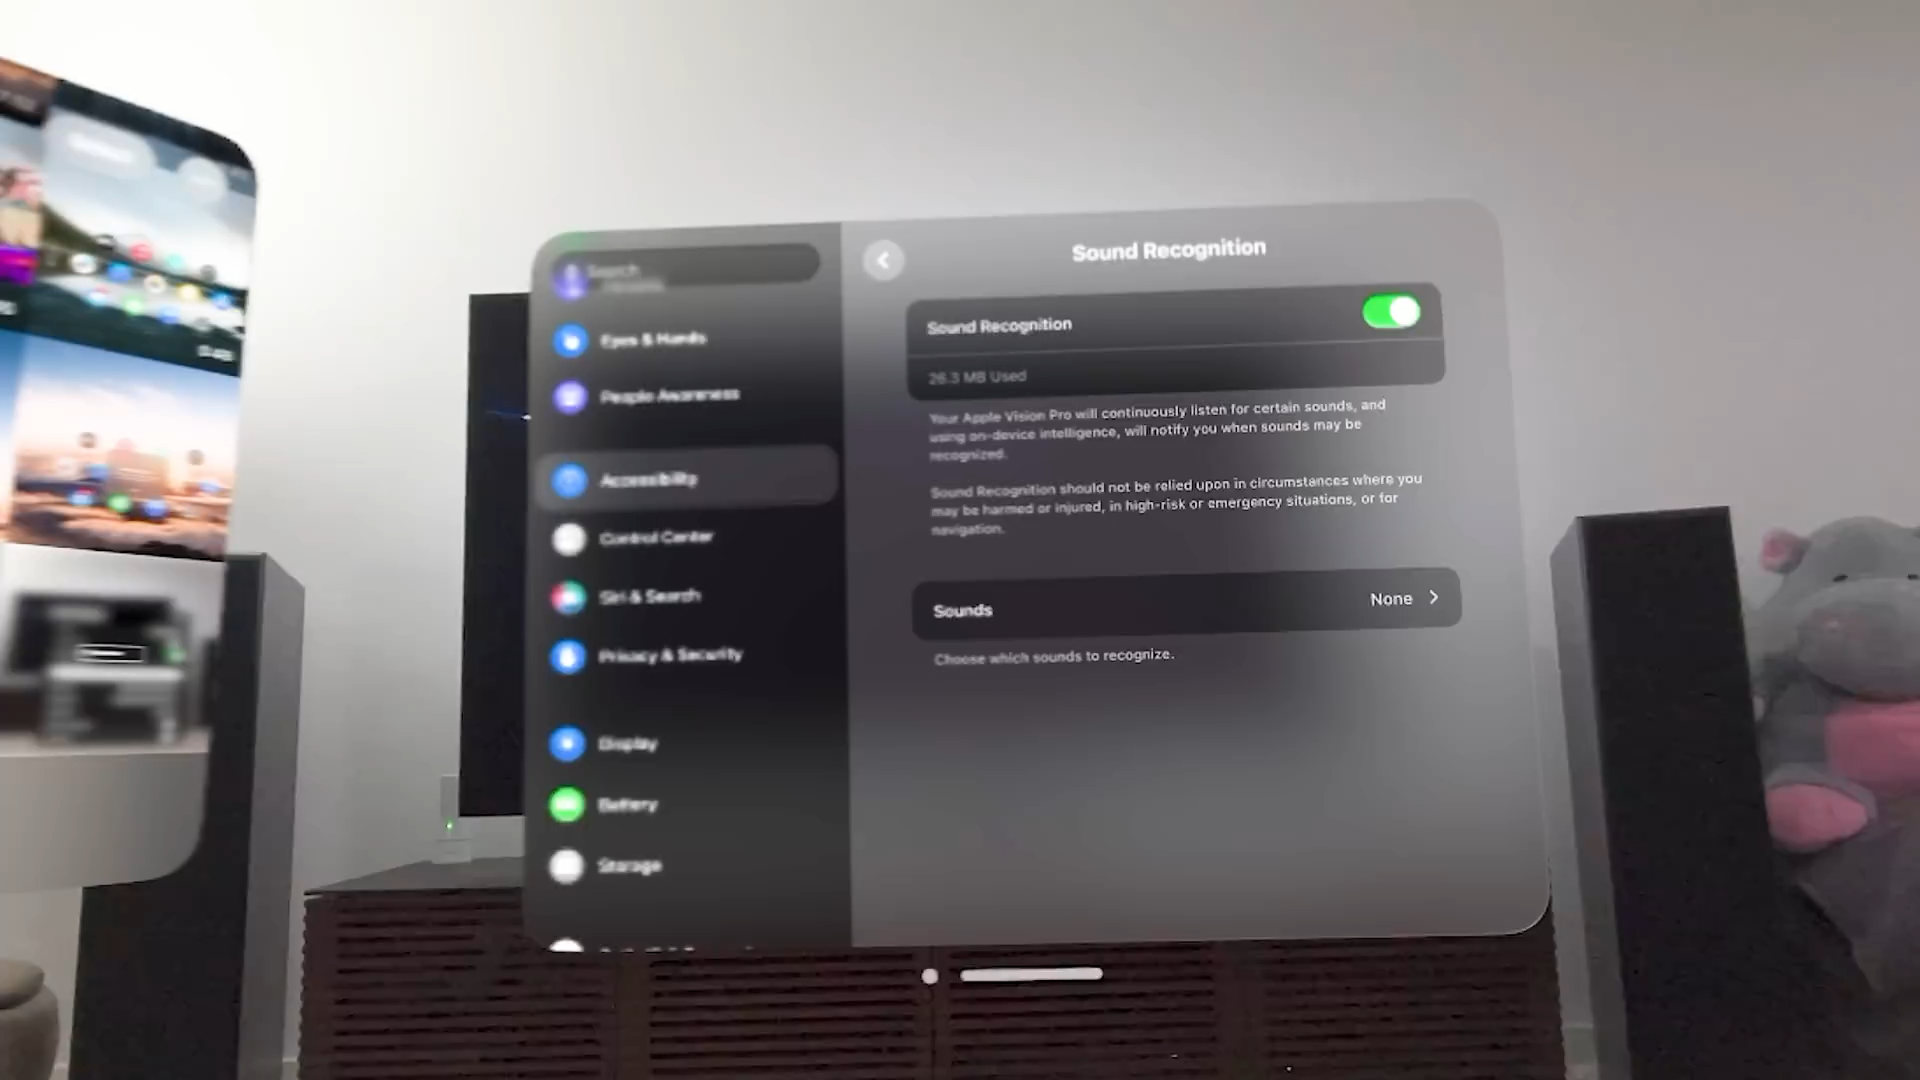 Search
Eyes & Hands
People Awareness
Accessibility
Control Center
Siri & Search
Privacy & Security
Display
Battery
Storage
Sound Recognition
Sound Recognition
26.3 MB Used
Your Apple Vision Pro will continuously listen for certain sounds, and
using on-device intelligence, will notify you when sounds may be
recognized.
Sound Recognition should not be relied upon in circumstances where you
may be harmed or injured, in high-risk or emergency situations, or for
navigation.
Sounds
None
Choose which sounds to recognize.